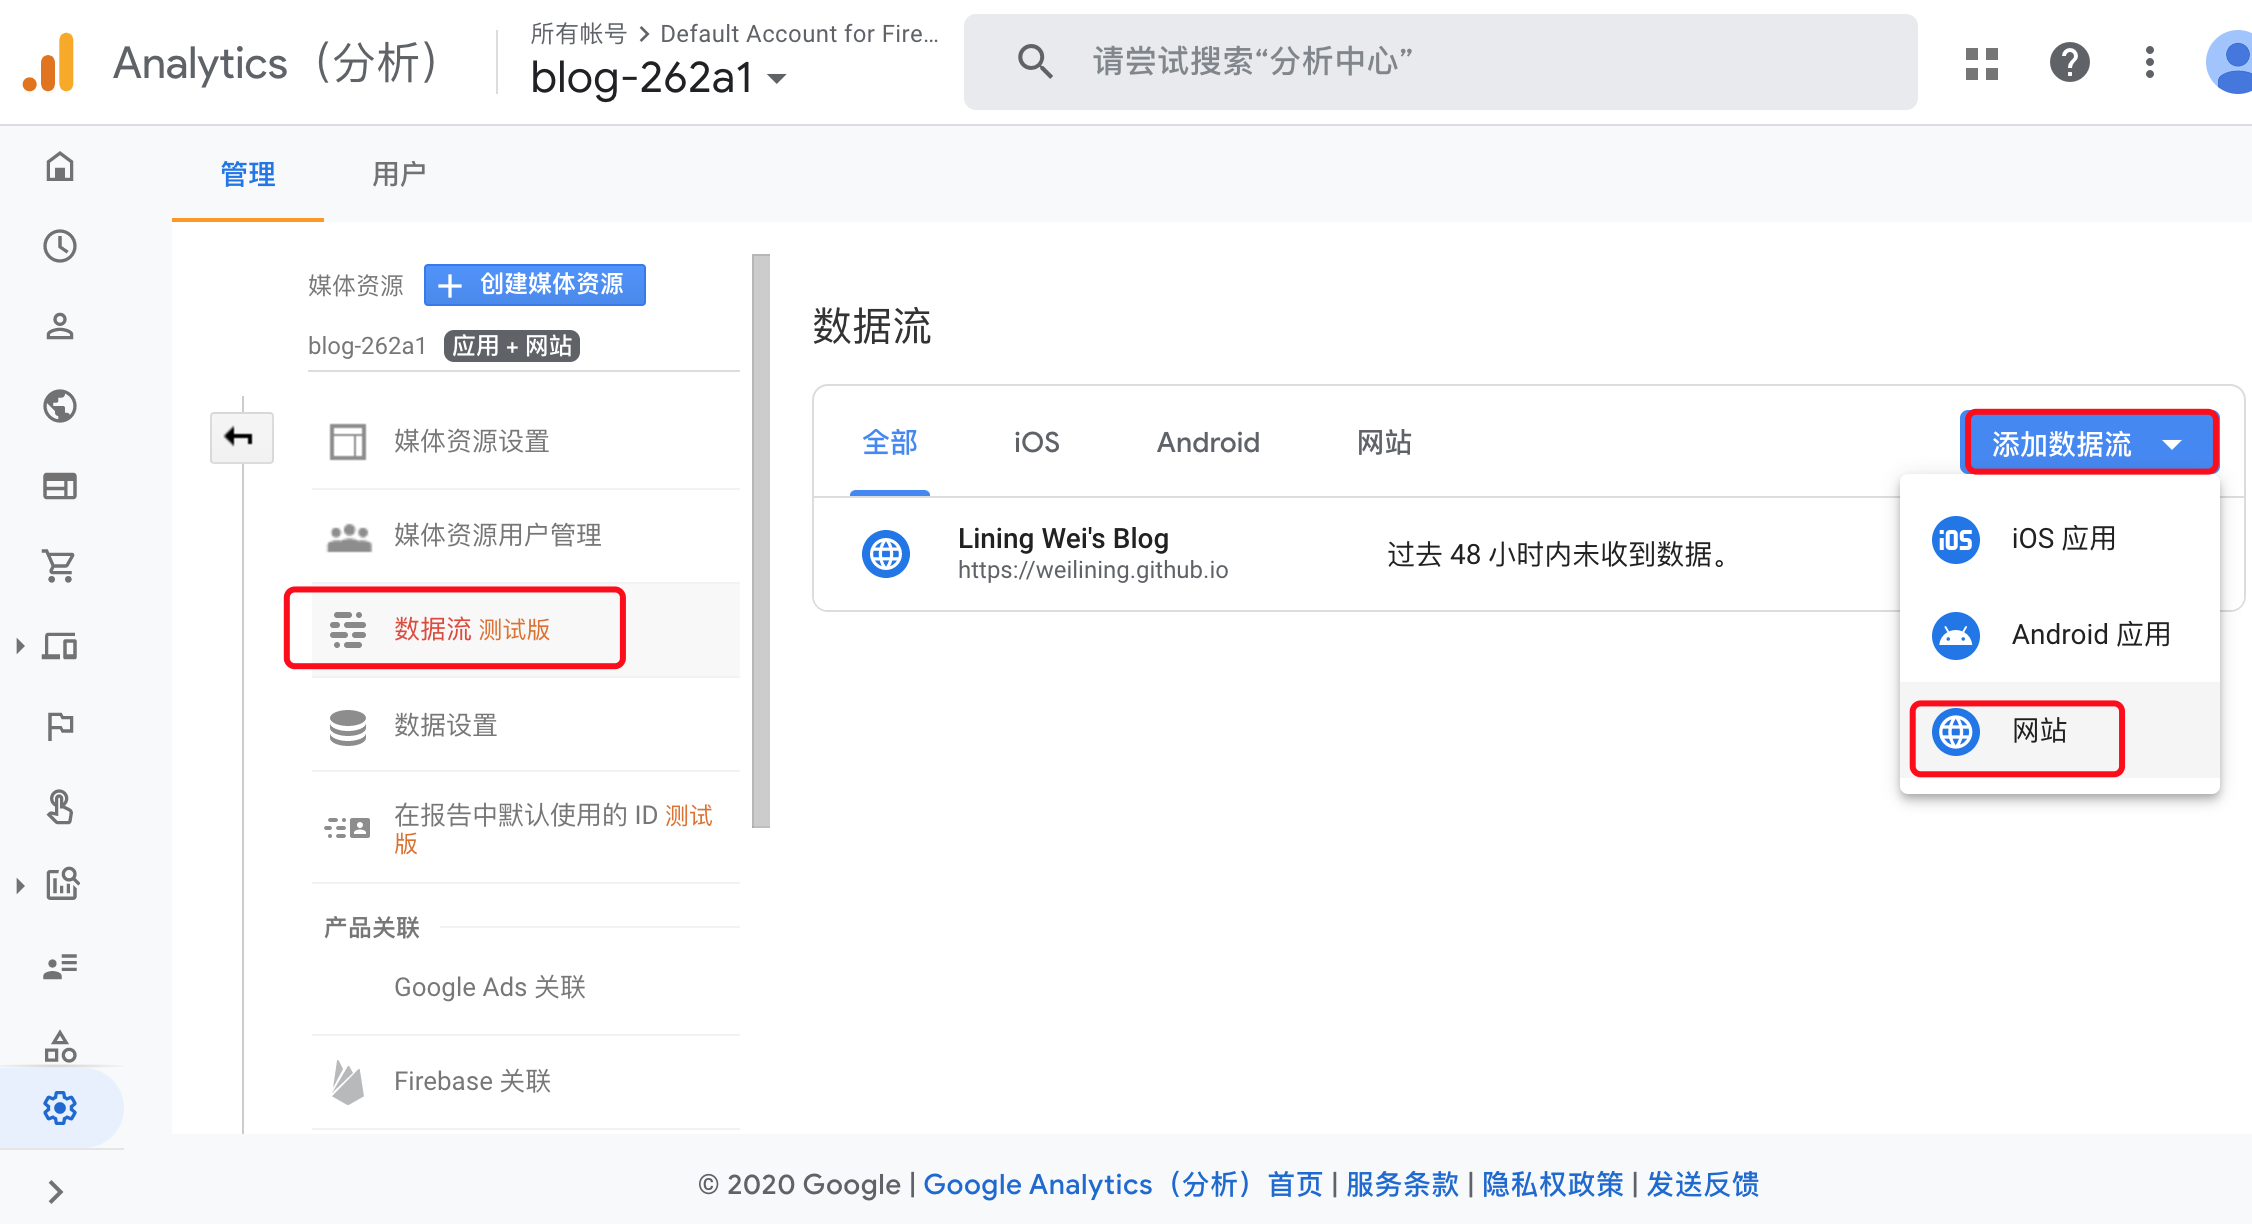 Analytics（分析）
所有帐号 > Default Account for Fire...
blog-262a1
请尝试搜索“分析中心”
管理
用户
媒体资源
创建媒体资源
blog-262a1
应用 + 网站
媒体资源设置
媒体资源用户管理
数据流 测试版
数据设置
在报告中默认使用的 ID 测试
版
产品关联
Google Ads 关联
Firebase 关联
数据流
全部
iOS
Android
网站
添加数据流
Lining Wei's Blog
https://weilining.github.io
过去 48 小时内未收到数据。
iOS
iOS 应用
Android 应用
网站
© 2020 Google | Google Analytics（分析）首页 | 服务条款 | 隐私权政策 | 发送反馈